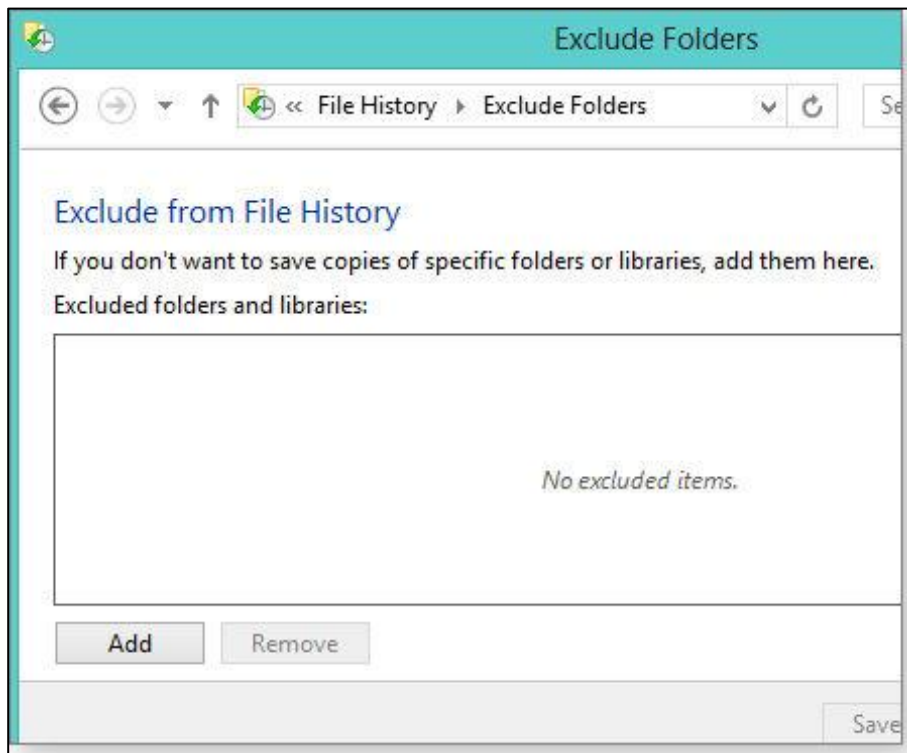 Exclude Folders
« File History ▸ Exclude Folders
Exclude from File History
If you don't want to save copies of specific folders or libraries, add them here.
Excluded folders and libraries:
No excluded items.
Add Remove
Save